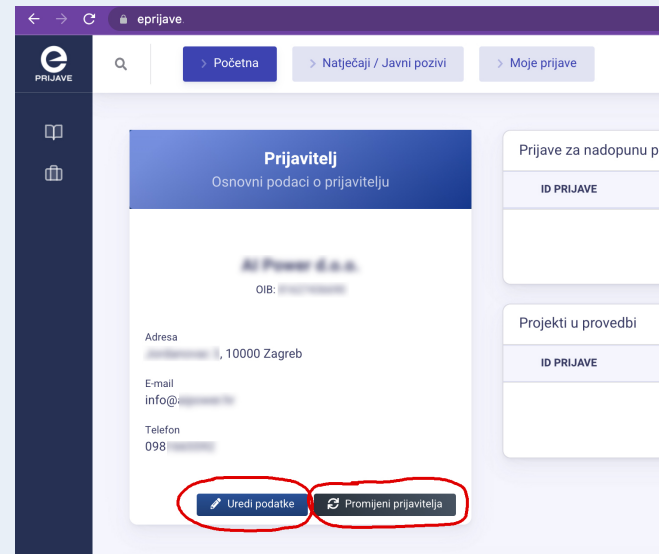 eprijave.
e
PRIJAVE
Početna
Natječaji / Javni pozivi
Moje prijave
Prijavitelj
Osnovni podaci o prijavitelju
OIB:
Adresa
, 10000 Zagreb
E-mail
info@
Telefon
098
Uredi podatke
Promijeni prijavitelja
Prijave za nadopunu p
ID PRIJAVE
Projekti u provedbi
ID PRIJAVE